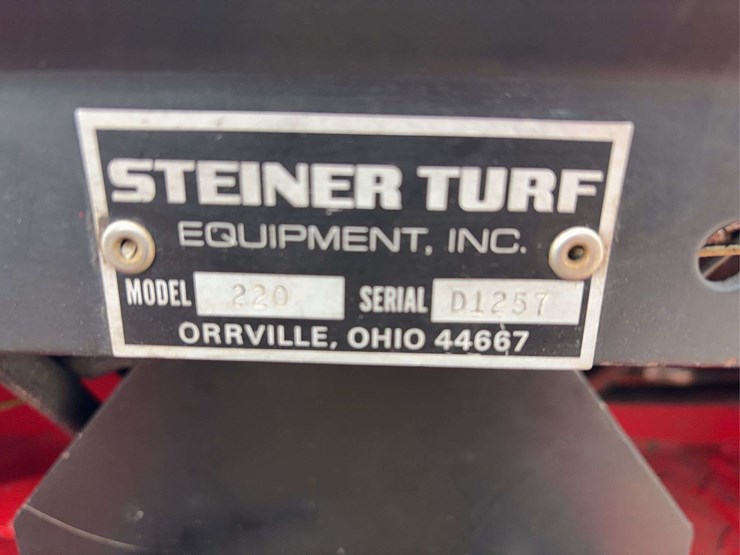 STEINER TURF
EQUIPMENT, INC.
MODEL 220 SERIAL D1257
ORRVILLE, OHIO 44667